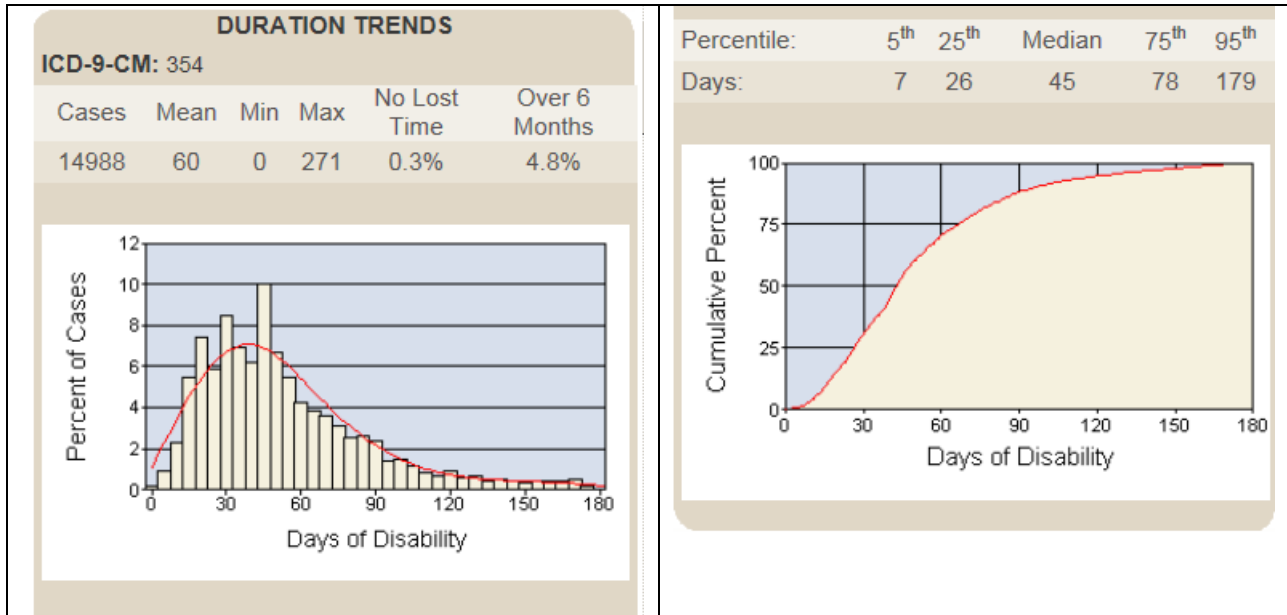 DURATION TRENDS
ICD-9-CM: 354
Cases Mean Min Max No Lost Time Over 6 Months
14988 60 0 271 0.3% 4.8%
12
10
8
6
4
2
0
Percent of Cases
0 30 60 90 120 150 180
Days of Disability
Percentile: 5th 25th Median 75th 95th
Days: 7 26 45 78 179
100
75
50
25
0
Cumulative Percent
0 30 60 90 120 150 180
Days of Disability